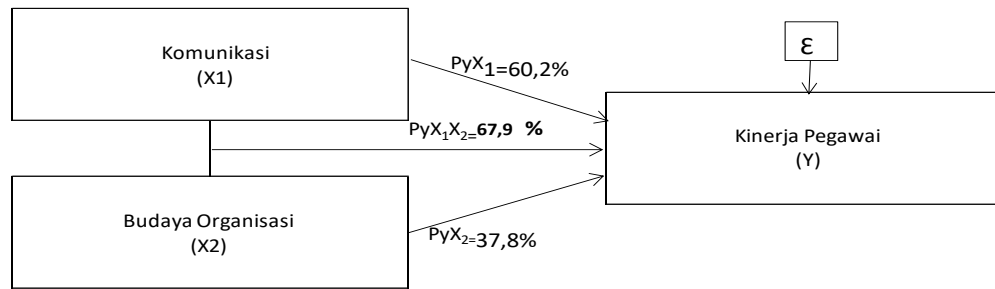 Komunikasi
(X1)
ε
PyX1=60,2%
PyX1X2=67,9 %
Kinerja Pegawai
(Y)
Budaya Organisasi
(X2)
PyX2=37,8%